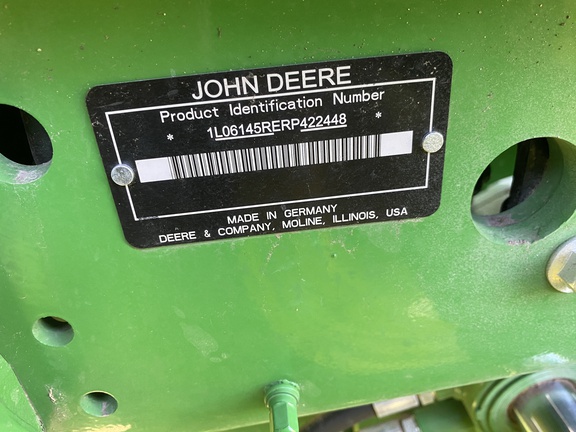 JOHN DEERE
Product Identification Number
* 1L06145RERP422448 *
MADE IN GERMANY
DEERE & COMPANY, MOLINE, ILLINOIS, USA